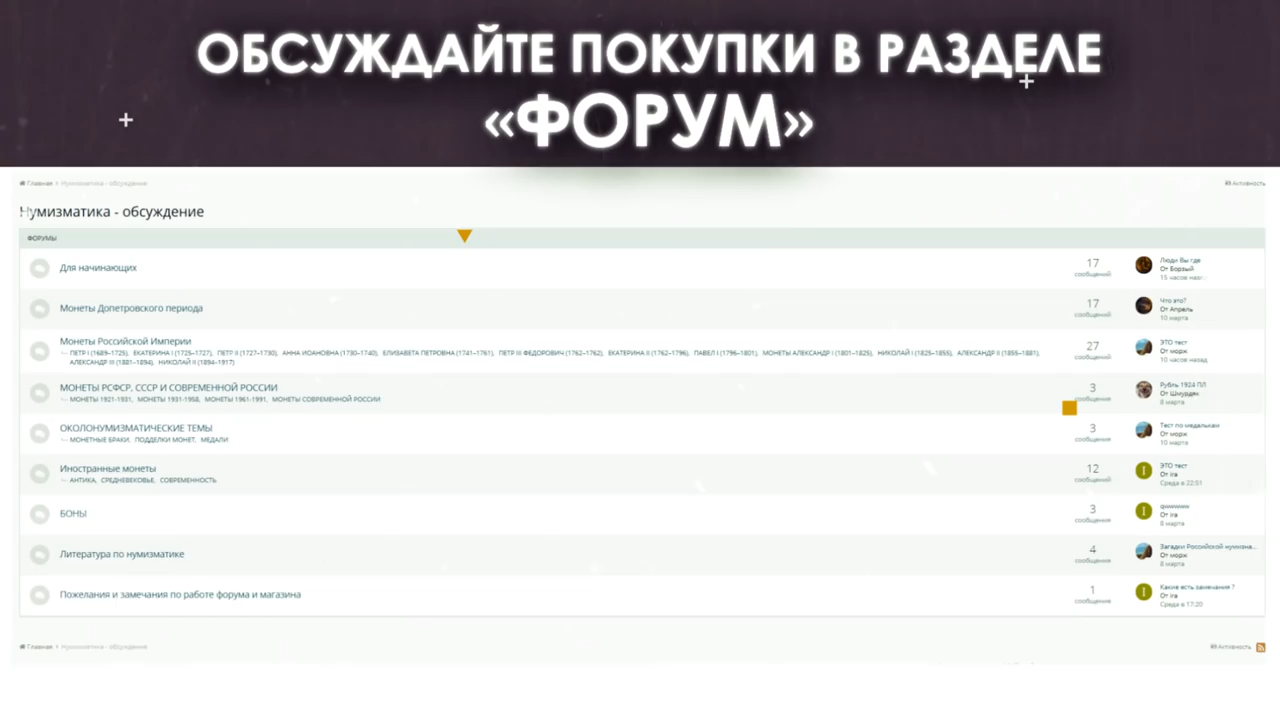 ОБСУЖДАЙТЕ ПОКУПКИ В РАЗДЕЛЕ
«ФОРУМ»
Главная Нумизматика - обсуждение
Активность
Нумизматика - обсуждение
ФОРУМЫ
Для начинающих
17
сообщений
Люди Вы где
От Борзый
15 часов наза
Монеты Допетровского периода
17
сообщений
Что это?
От Апрель
10 марта
Монеты Российской Империи
ПЕТР I (1689–1725), ЕКАТЕРИНА I (1725–1727), ПЕТР II (1727–1730), АННА ИОАНОВНА (1730–1740), ЕЛИЗАВЕТА ПЕТРОВНА (1741–1761), ПЕТР III ФЕДОРОВИЧ (1762–1762), ЕКАТЕРИНА II (1762–1796), ПАВЕЛ I (1796–1801), МОНЕТЫ АЛЕКСАНДР I (1801–1825), НИКОЛАЙ I (1825–1855), АЛЕКСАНДР II (1855–1881),
АЛЕКСАНДР III (1881–1894), НИКОЛАЙ II (1894–1917)
27
сообщений
ЭТО тест
От морж
10 часов назад
МОНЕТЫ РСФСР, СССР И СОВРЕМЕННОЙ РОССИИ
МОНЕТЫ 1921-1931, МОНЕТЫ 1931-1958, МОНЕТЫ 1961-1991, МОНЕТЫ СОВРЕМЕННОЙ РОССИИ
3
сообщения
Рубль 1924 ПЛ
От Шмурдяк
8 марта
ОКОЛОНУМИЗМАТИЧЕСКИЕ ТЕМЫ
МОНЕТНЫЕ БРАКИ, ПОДДЕЛКИ МОНЕТ, МЕДАЛИ
3
сообщения
Тест по медалькам
От морж
10 марта
Иностранные монеты
АНТИКА, СРЕДНЕВЕКОВЬЕ, СОВРЕМЕННОСТЬ
12
сообщений
I
ЭТО тест
От ira
Среда в 22:51
БОНЫ
3
сообщения
I
От ira
8 марта
Литература по нумизматике
4
сообщения
Загадки Российской нумизма...
От морж
8 марта
Пожелания и замечания по работе форума и магазина
1
сообщение
I
Какие есть замечания ?
От ira
Среда в 17:20
Главная Нумизматика - обсуждение
Активность